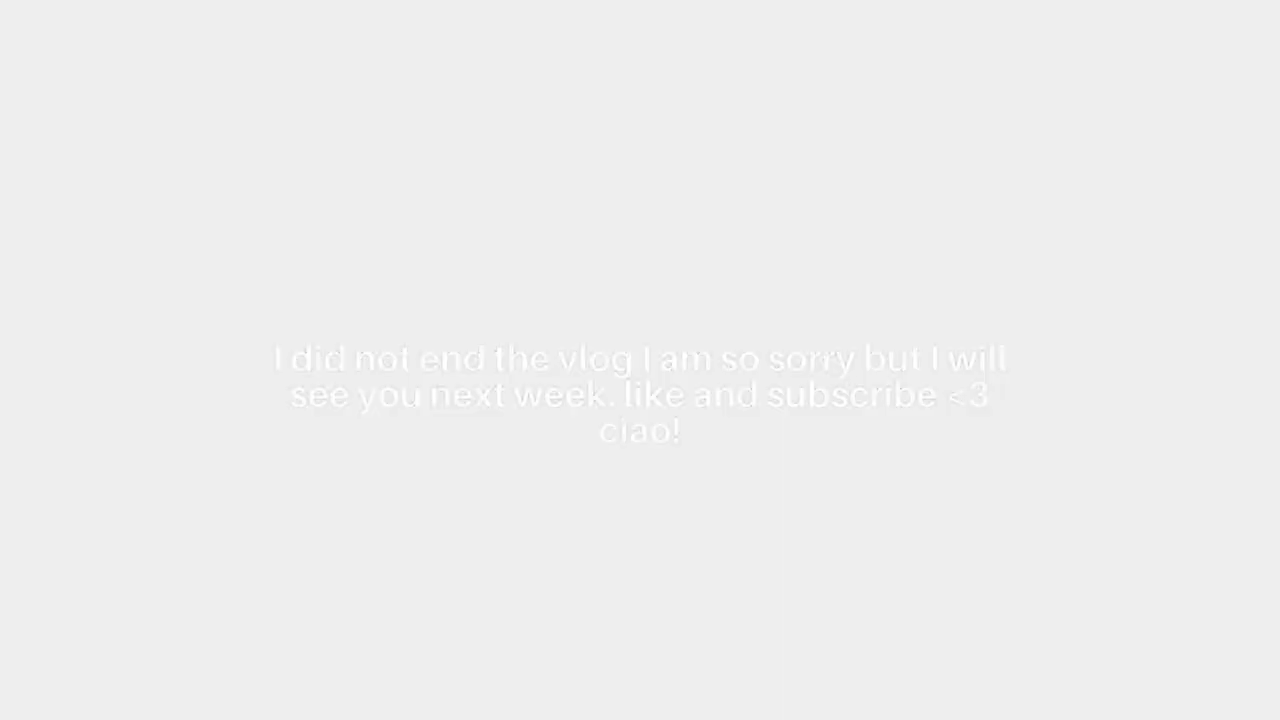 I did not end the vlog I am so sorry but I will
see you next week. like and subscribe <3
ciao!